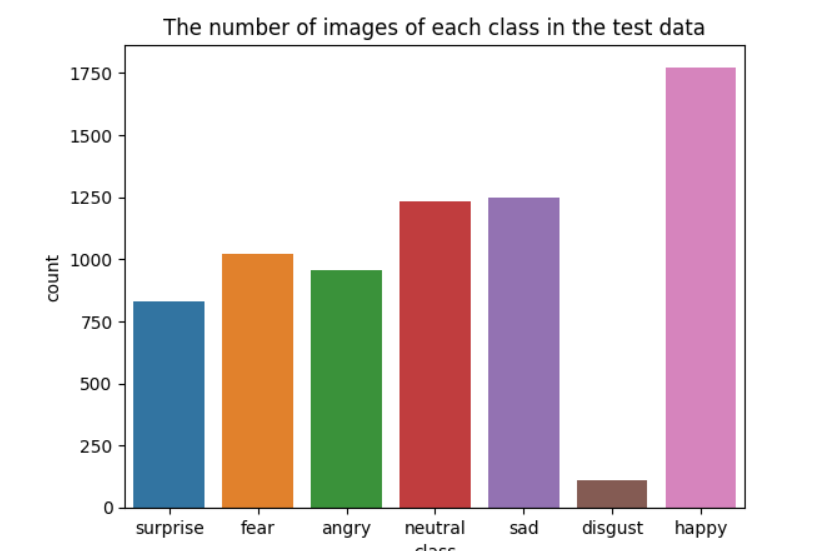 The number of images of each class in the test data
1750
1500
1250
1000
750
500
250
0
count
surprise fear angry neutral sad disgust happy
class